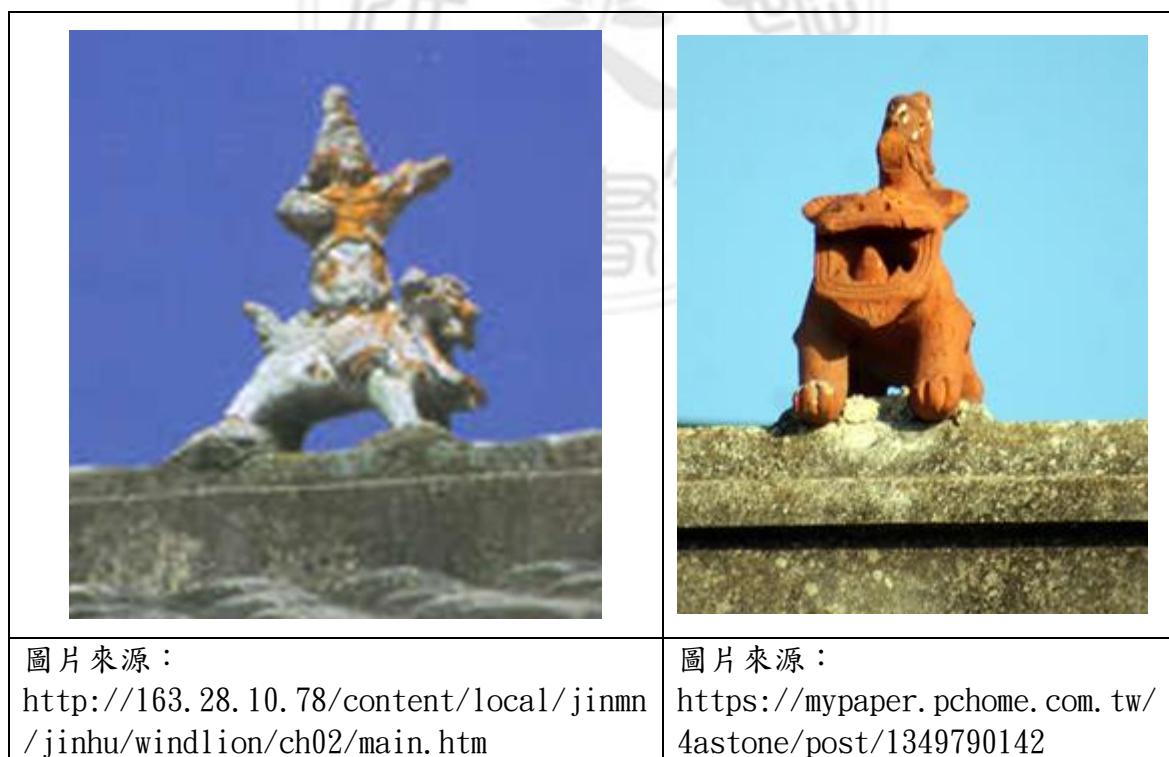 圖片來源：
http://163.28.10.78/content/local/jinmn
/jinhu/windlion/ch02/main.htm
圖片來源：
https://mypaper.pchome.com.tw/
4astone/post/1349790142